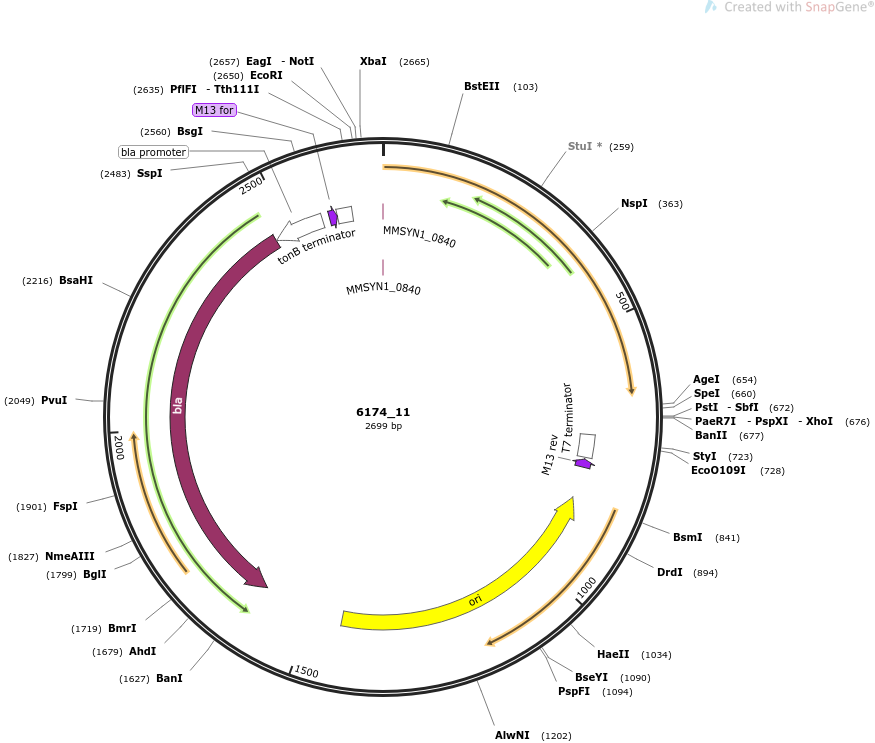 Created with SnapGene®
(2657) EagI - NotI
XbaI (2665)
(2650) EcoRI
(2635) PflFI - Tth111I
BstEII (103)
M13 for
(2560) BsgI
StuI * (259)
bla promoter
(2483) SspI
2500
NspI (363)
tonB terminator
MMSYN1_0840
MMSYN1_0840
(2216) BsaHI
500
AgeI (654)
SpeI (660)
(2049) PvuI
bla
6174_11
2699 bp
PstI - SbfI (672)
PaeR7I - PspXI - XhoI (676)
BanII (677)
T7 terminator
M13 rev
2000
StyI (723)
EcoO109I (728)
(1901) FspI
BsmI (841)
(1827) NmeAIII
(1799) BglI
DrdI (894)
1000
ori
(1719) BmrI
(1679) AhdI
HaeII (1034)
(1627) BanI
1500
BseYI (1090)
PspFI (1094)
AlwNI (1202)